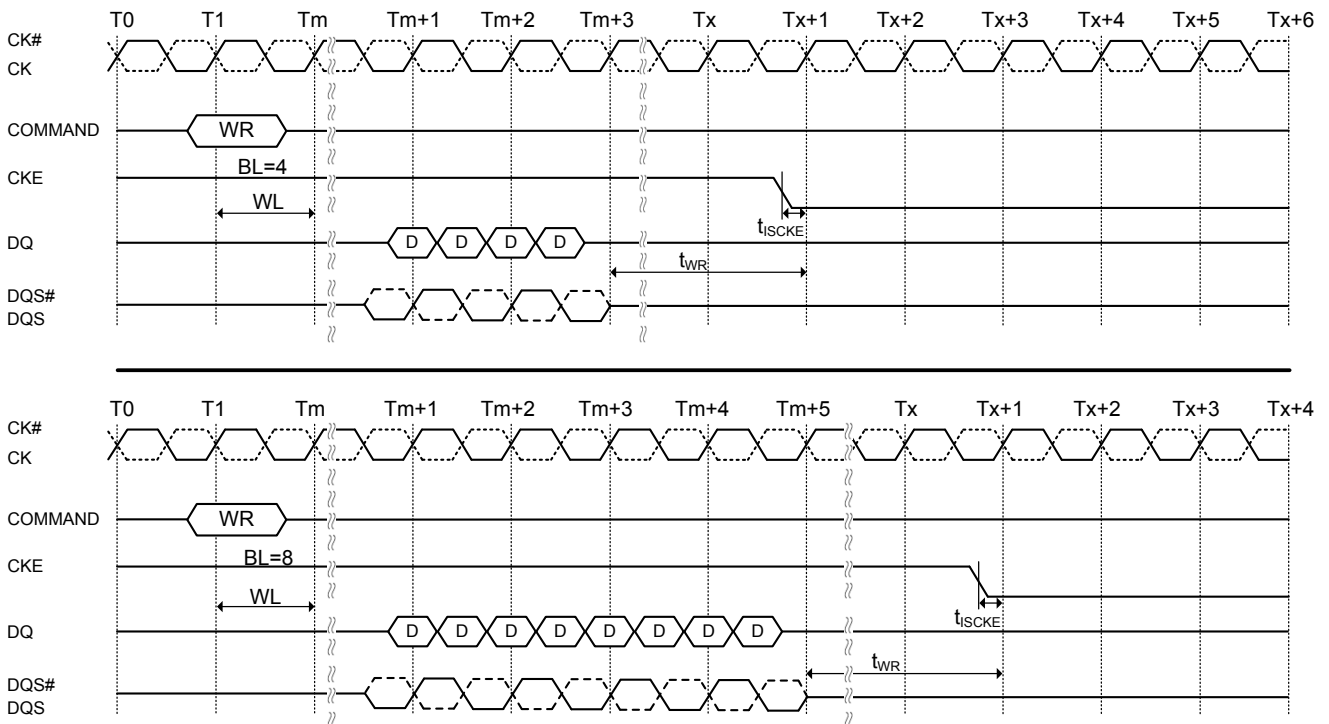 T0 T1 Tm Tm+1 Tm+2 Tm+3 Tx Tx+1 Tx+2 Tx+3 Tx+4 Tx+5 Tx+6
CK#
CK
COMMAND WR
BL=4
CKE
WL
tISCKE
DQ D D D D
tWR
DQS#
DQS
T0 T1 Tm Tm+1 Tm+2 Tm+3 Tm+4 Tm+5 Tx Tx+1 Tx+2 Tx+3 Tx+4
CK#
CK
COMMAND WR
BL=8
CKE
WL
tISCKE
DQ D D D D D D D D
tWR
DQS#
DQS